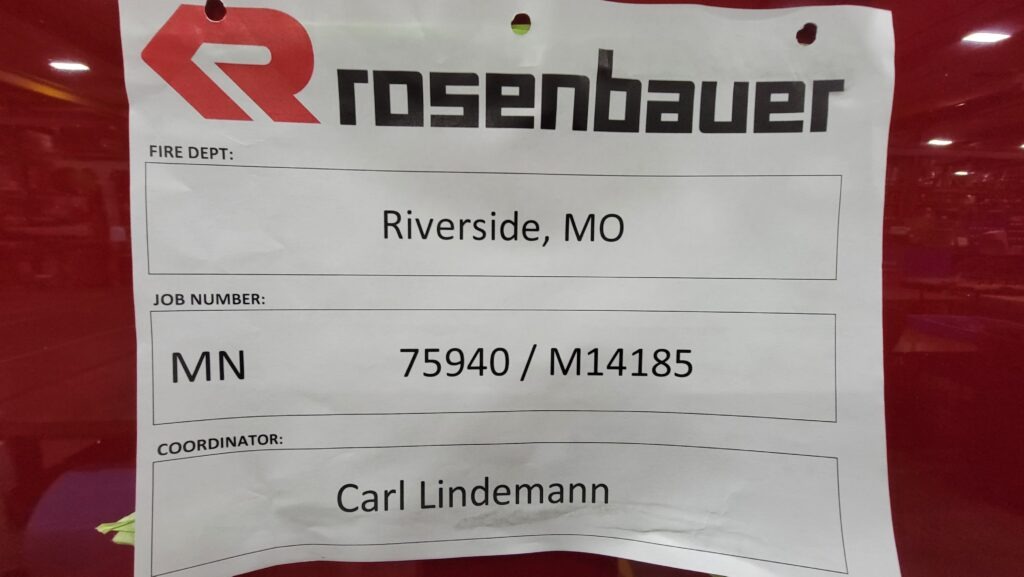 rosenbauer
FIRE DEPT:
Riverside, MO
JOB NUMBER:
MN 75940 / M14185
COORDINATOR:
Carl Lindemann